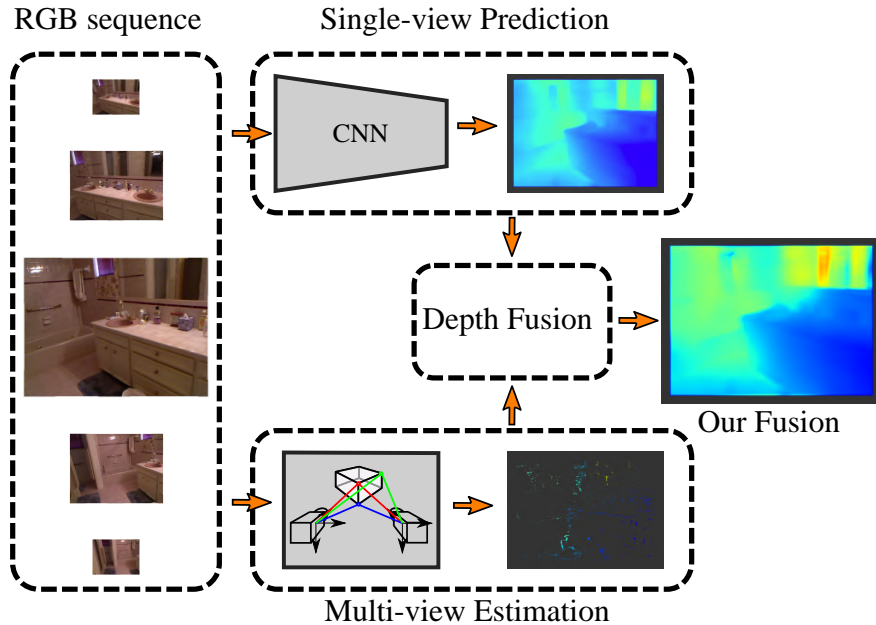 RGB sequence
Single-view Prediction
CNN
Depth Fusion
Our Fusion
Multi-view Estimation